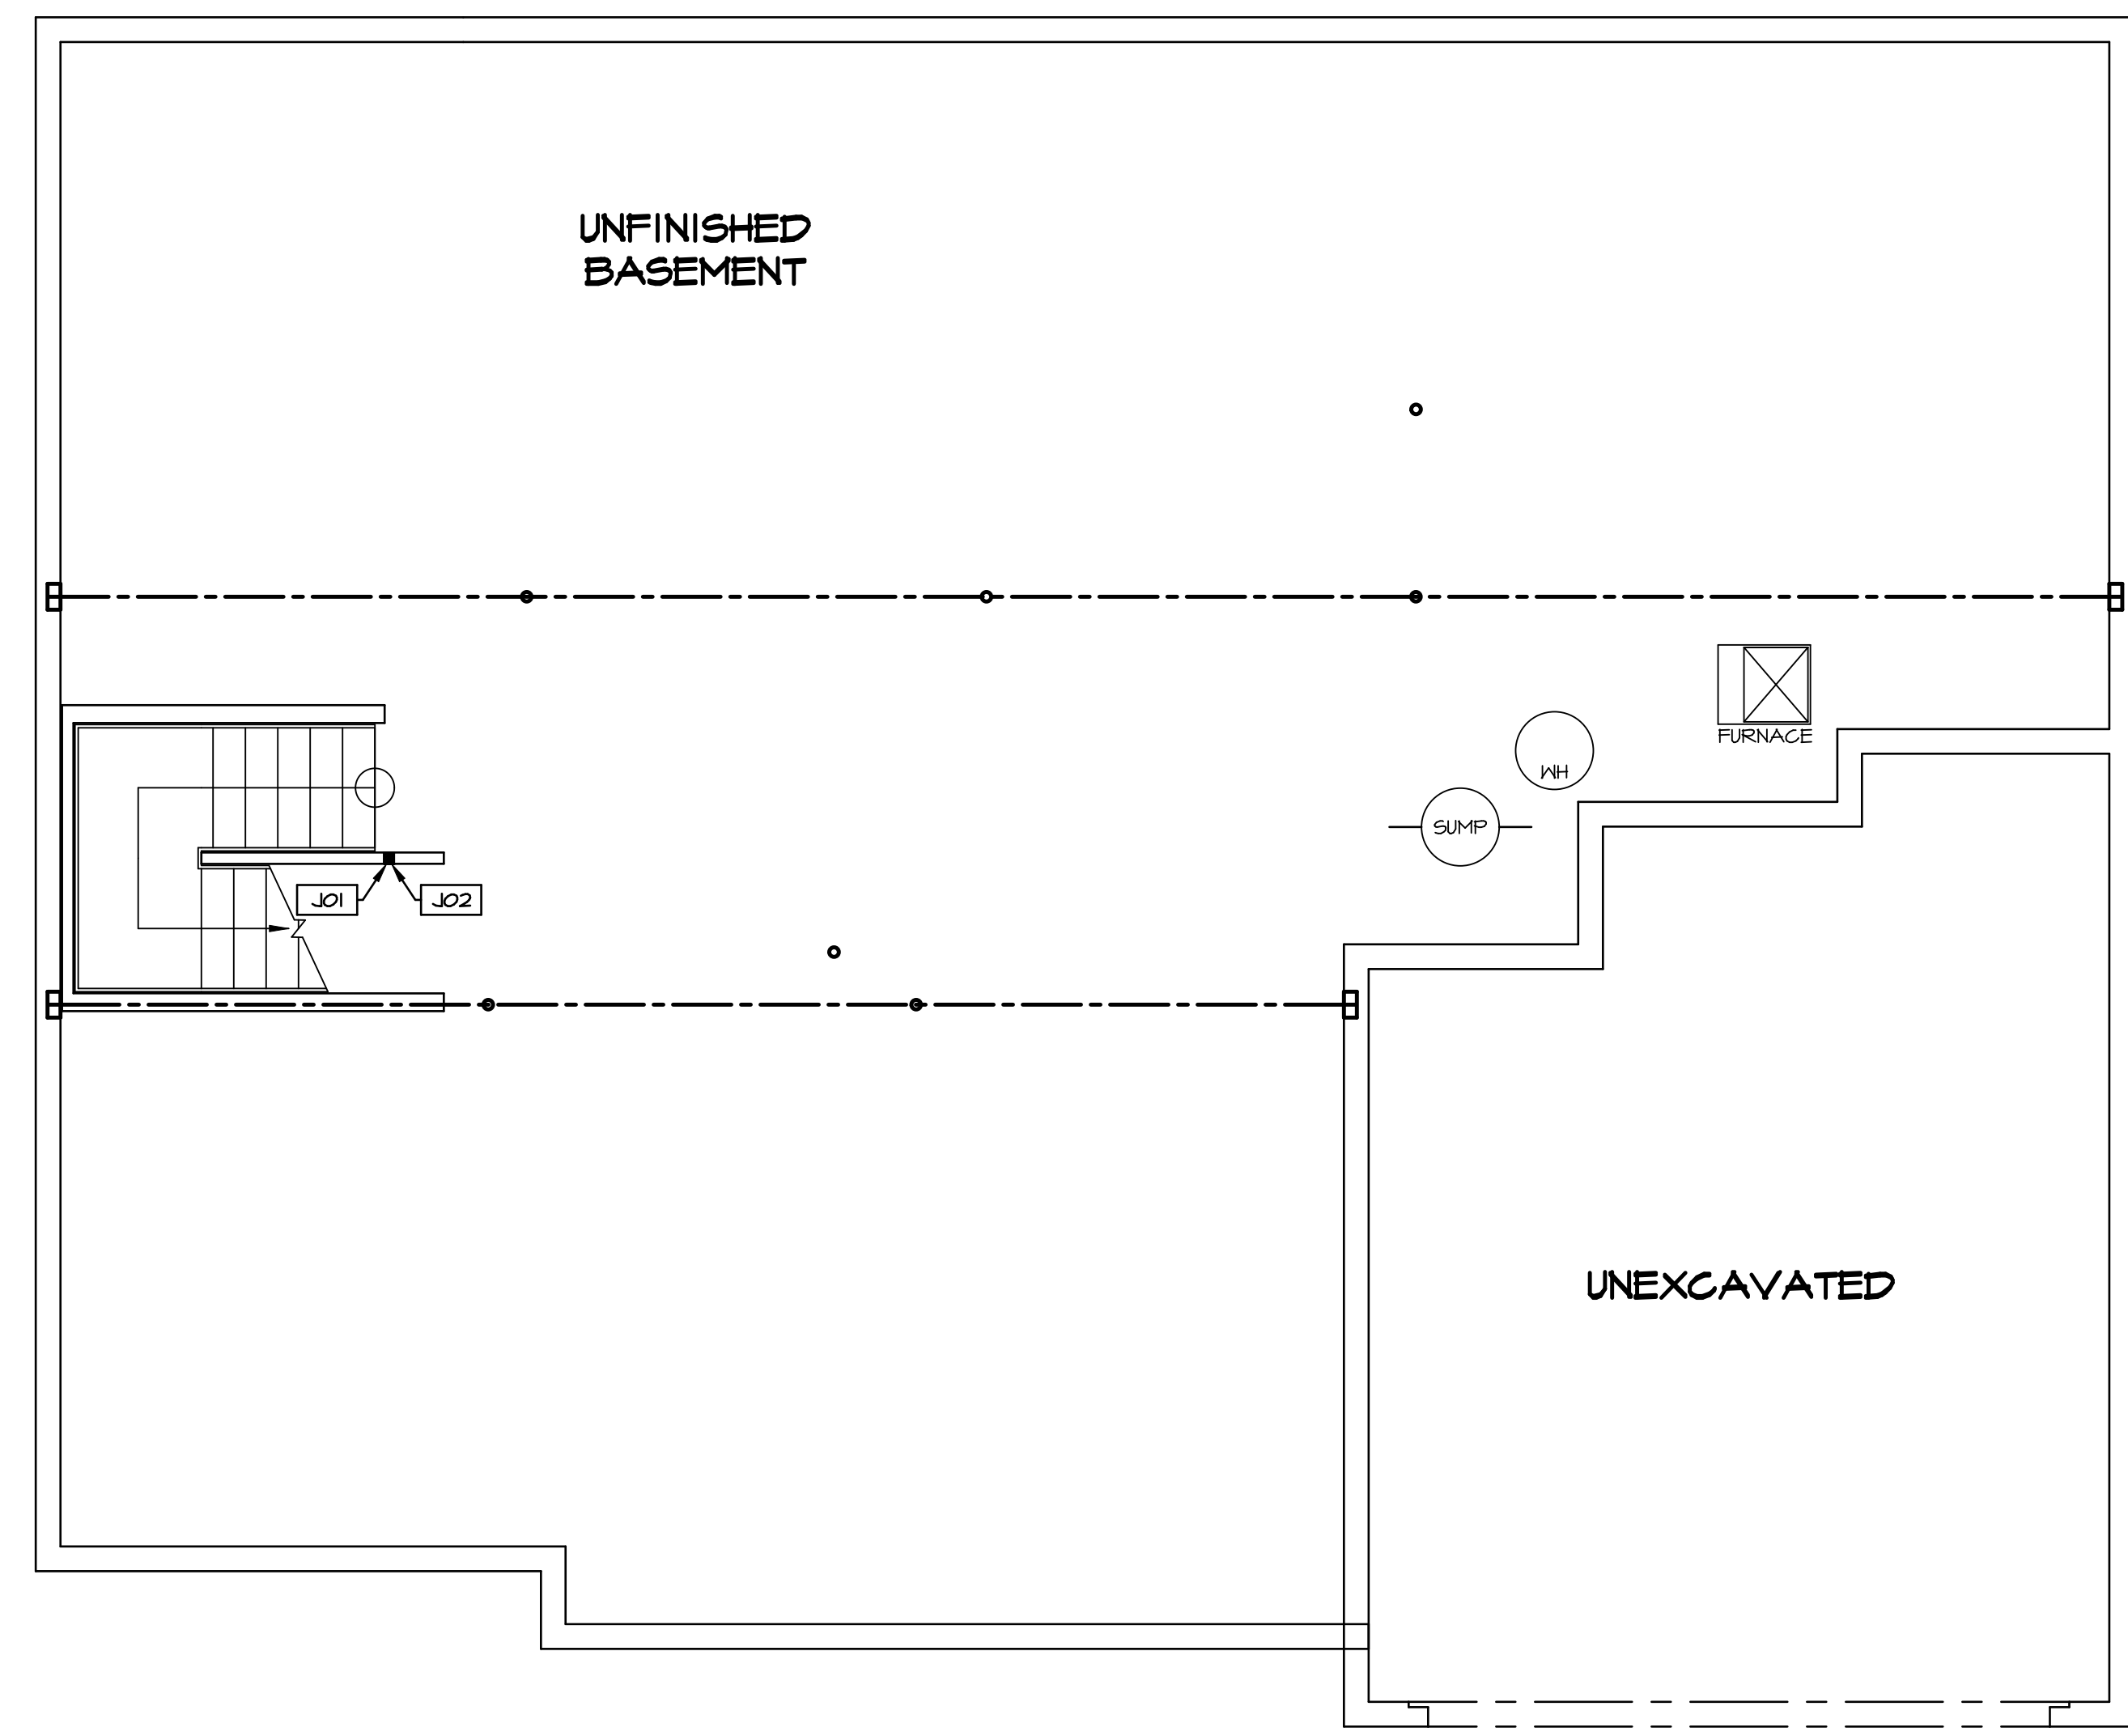 UNFINISHED
BASEMENT
FURNACE
WH
SUMP
J01
J02
UNEXCAVATED